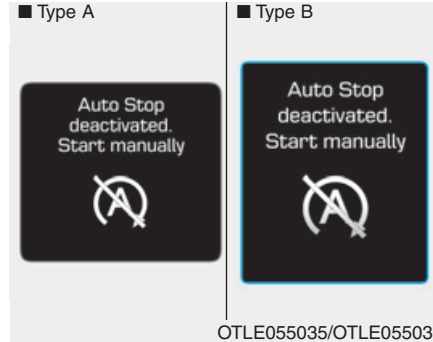 ■ Type A
Auto Stop
deactivated.
Start manually
A
■ Type B
Auto Stop
deactivated.
Start manually
A
OTLE055035/OTLE05503